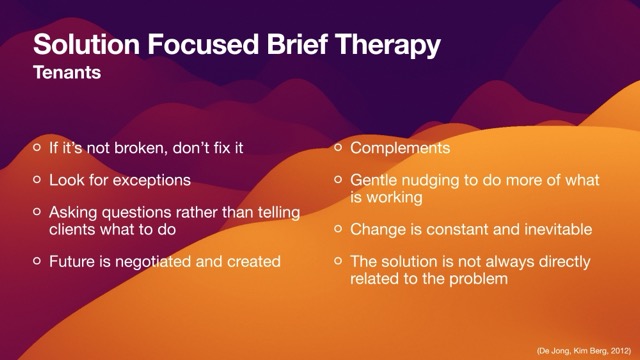 Solution Focused Brief Therapy
Tenants
If it's not broken, don't fix it
Look for exceptions
Asking questions rather than telling
clients what to do
Future is negotiated and created
Complements
Gentle nudging to do more of what
is working
Change is constant and inevitable
The solution is not always directly
related to the problem
(De Jong, Kim Berg, 2012)